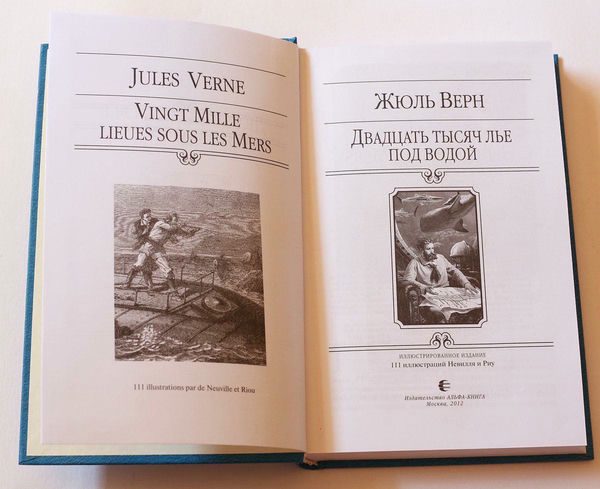 JULES VERNE
VINGT MILLE
LIEUES SOUS LES MERS
111 illustrations par de Neuville et Riou
ЖЮЛЬ ВЕРН
ДВАДЦАТЬ ТЫСЯЧ ЛЬЕ
ПОД ВОДОЙ
ИЛЛЮСТРИРОВАННОЕ ИЗДАНИЕ
111 иллюстраций Невилля и Риу
Издательство АЛЬФА-КНИГА
Москва, 2012